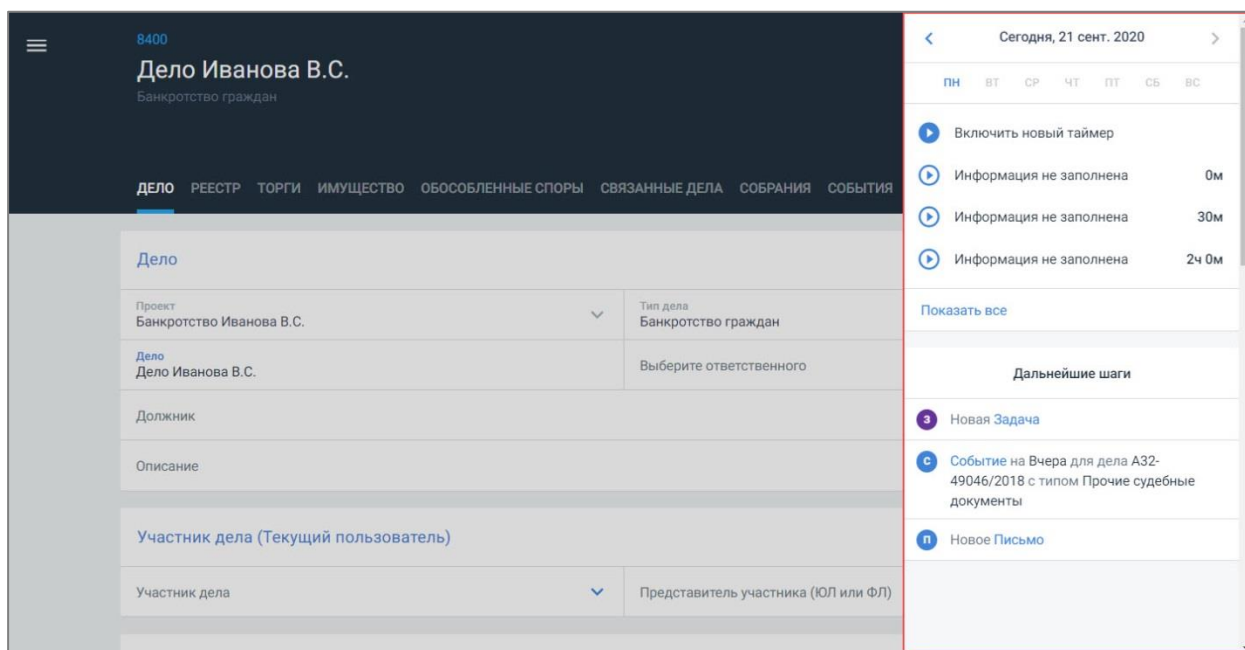 8400
Дело Иванова В.С.
Банкротство граждан
ДЕЛО РЕЕСТР ТОРГИ ИМУЩЕСТВО ОБОСОБЛЕННЫЕ СПОРЫ СВЯЗАННЫЕ ДЕЛА СОБРАНИЯ СОБЫТИЯ
Дело
Проект
Банкротство Иванова В.С.
Тип дела
Банкротство граждан
Дело
Дело Иванова В.С.
Выберите ответственного
Должник
Описание
Участник дела (Текущий пользователь)
Участник дела
Представитель участника (ЮЛ или ФЛ)
Сегодня, 21 сент. 2020
ПН ВТ СР ЧТ ПТ СБ ВС
Включить новый таймер
Информация не заполнена 0м
Информация не заполнена 30м
Информация не заполнена 2ч 0м
Показать все
Дальнейшие шаги
З Новая Задача
С Событие на Вчера для дела А32-
49046/2018 с типом Прочие судебные
документы
П Новое Письмо